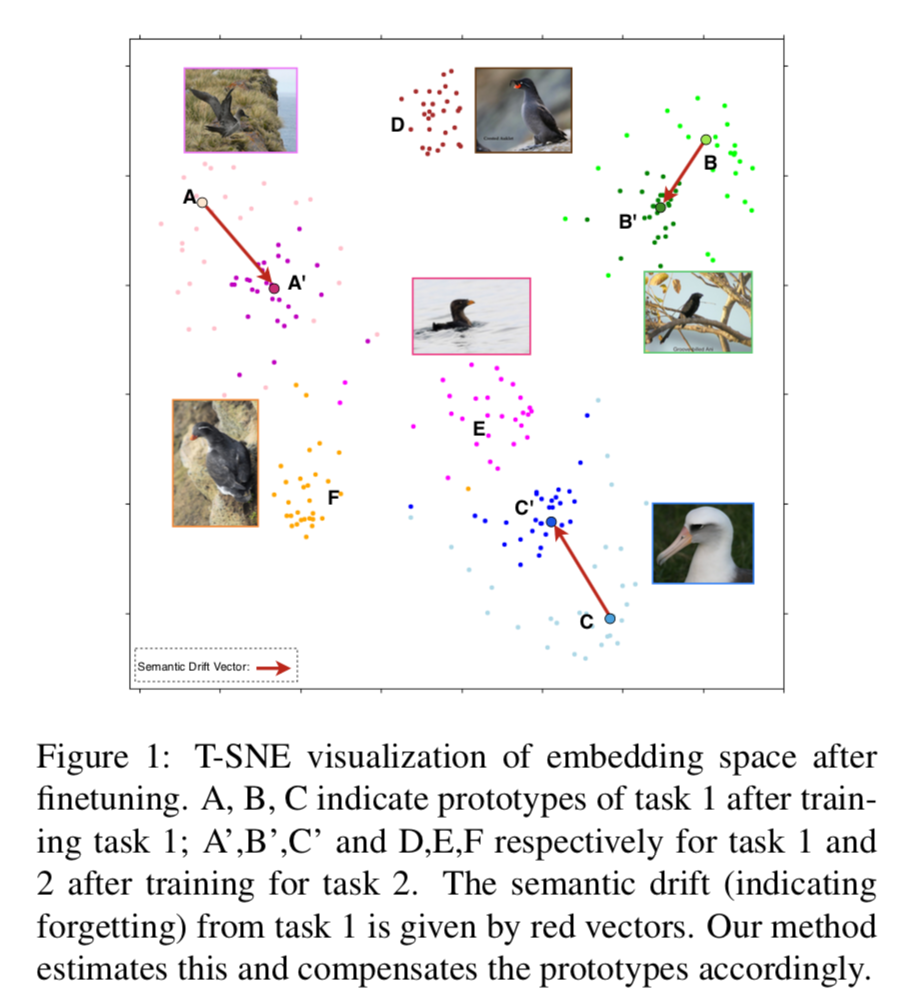 D
B
A
B'
A'
E
F
C'
C
Semantic Drift Vector:
Figure 1: T-SNE visualization of embedding space after
finetuning. A, B, C indicate prototypes of task 1 after train-
ing task 1; A’,B’,C’ and D,E,F respectively for task 1 and
2 after training for task 2. The semantic drift (indicating
forgetting) from task 1 is given by red vectors. Our method
estimates this and compensates the prototypes accordingly.